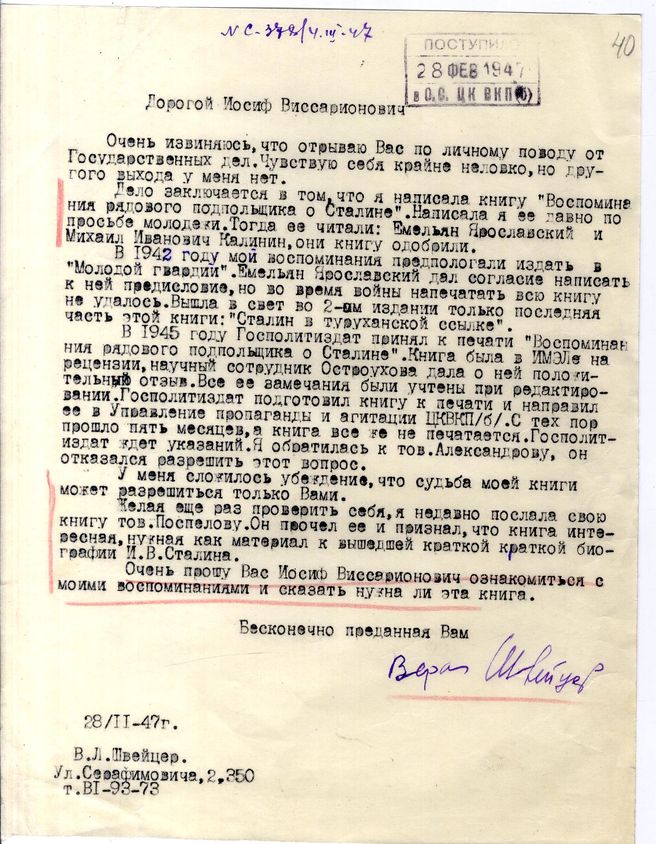 N С-378/4.III-47
40
ПОСТУПИЛО
28 ФЕВ 1947
в О.С. ЦК ВКП(б)
Дорогой Иосиф Виссарионович
Очень извиняюсь,что отрываю Вас по личному поводу от
Государственных дел.Чувствую себя крайне неловко,но дру-
гого выхода у меня нет.
Дело заключается в том,что я написала книгу "Воспомина
ния рядового подпольщика о Сталине".Написала я ее давно по
просьбе молодежи.Тогда ее читали: Емельян Ярославский и
Михаил Иванович Калинин,они книгу одобрили.
В 1942 году мои воспоминания предпологали издать в
"Молодой гвардии".Емельян Ярославский дал согласие написать
к ней предисловие,но во время войны напечатать всю книгу
не удалось.Вышла в свет во 2-ом издании только последняя
часть этой книги:"Сталин в туруханской ссылке".
В 1945 году Госполитиздат принял к печати "Воспоминан
ния рядового подпольщика о Сталине".Книга была в ИМЭЛе на
рецензии,научный сотрудник Остроухова дала о ней положи-
тельный отзыв.Все ее замечания были учтены при редактиро-
вании.Госполитиздат подготовил книгу к печати и направил
ее в Управление пропаганды и агитации ЦКВКП/б/.С тех пор
прошло пять месяцев,а книга все же не печатается.Госполит-
издат ждет указаний.Я обратилась к тов.Александрову, он
отказался разрешить этот вопрос.
У меня сложилось убеждение,что судьба моей книги
может разрешиться только Вами.
Желая еще раз проверить себя,я недавно послала свою
книгу тов.Поспелову.Он прочел ее и признал,что книга инте-
ресная,нужная как материал к вышедшей краткой краткой био-
графии И.В.Сталина.
Очень прошу Вас Иосиф Виссарионович ознакомиться с
моими воспоминаниями и сказать нужна ли эта книга.
Бесконечно преданная Вам
Вера Швейцер
28/II-47г.
В.Л.Швейцер.
Ул.Серафимовича,2,350
т.ВI-93-73